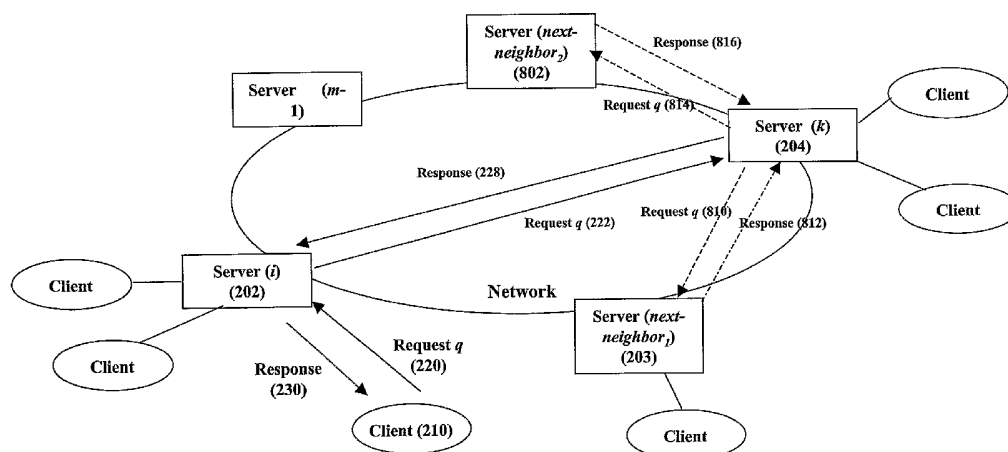 Server (next-
neighbor2)
(802)
Response (816)
Server (m-
1)
Request q (814)
Client
Server (k)
(204)
Response (228)
Client
Request q (222)
Request q (810)
Response (812)
Server (i)
(202)
Client
Network
Server (next-
neighbor1)
(203)
Client
Request q
(220)
Response
(230)
Client (210)
Client